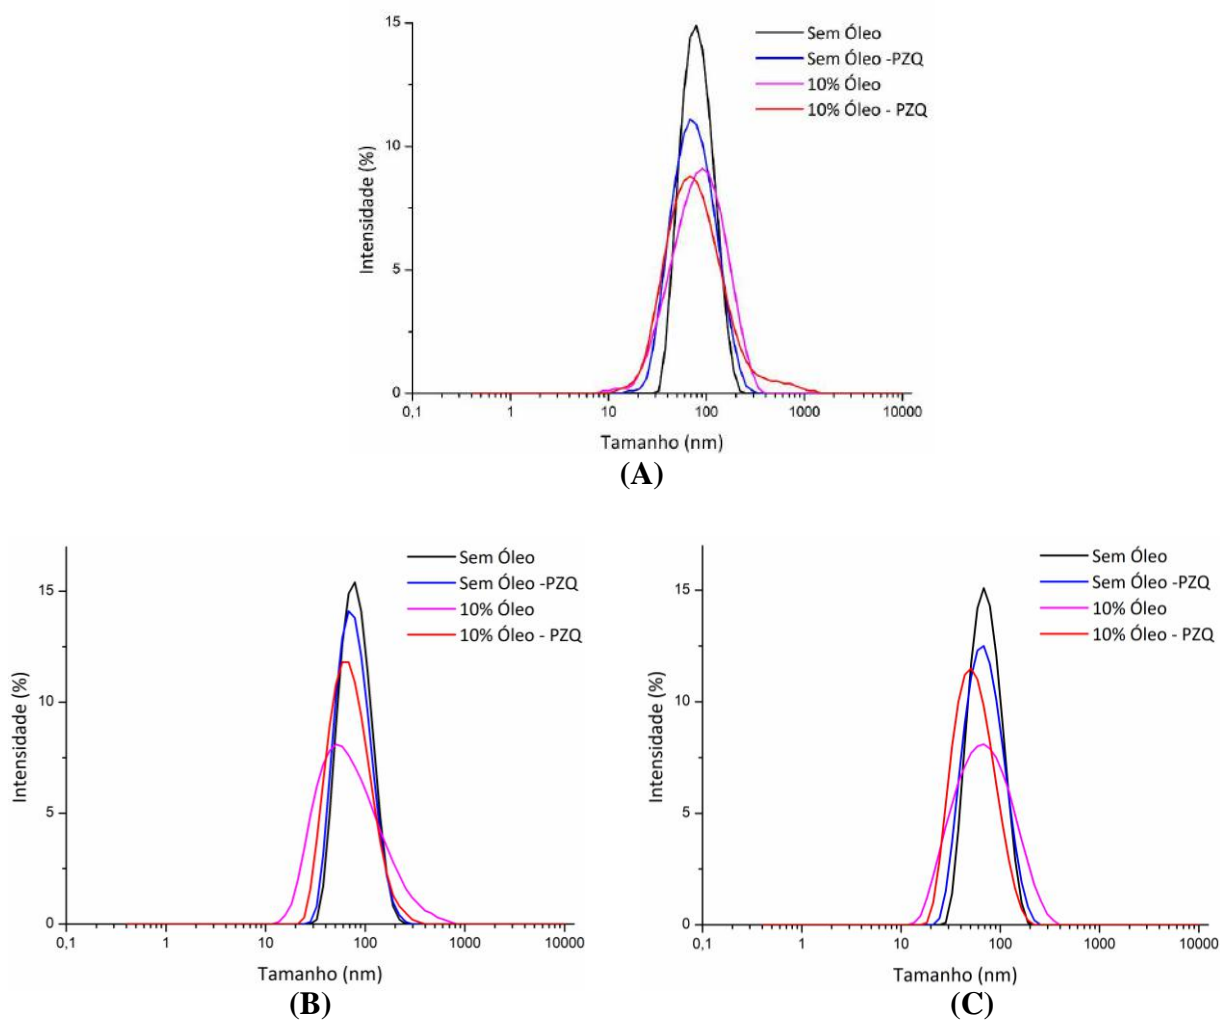 15
10
5
0
Intensidade (%)
0,1 1 10 100 1000 10000
Tamanho (nm)
Sem Óleo
Sem Óleo -PZQ
10% Óleo
10% Óleo - PZQ
(A)
15
10
5
0
Intensidade (%)
0,1 1 10 100 1000 10000
Tamanho (nm)
Sem Óleo
Sem Óleo -PZQ
10% Óleo
10% Óleo - PZQ
(B)
15
10
5
0
Intensidade (%)
0,1 1 10 100 1000 10000
Tamanho (nm)
Sem Óleo
Sem Óleo -PZQ
10% Óleo
10% Óleo - PZQ
(C)